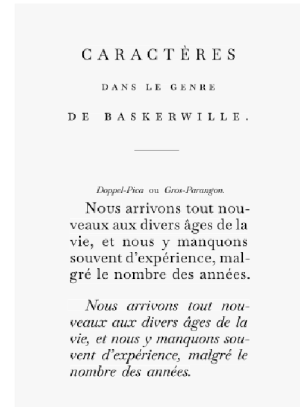 CARACTÈRES
DANS LE GENRE
DE BASKERWILLE.
Doppel-Pica ou Gros-Parangon.
Nous arrivons tout nou-
veaux aux divers âges de la
vie, et nous y manquons
souvent d'expérience, mal-
gré le nombre des années.
Nous arrivons tout nou-
veaux aux divers âges de la
vie, et nous y manquons sou-
vent d'expérience, malgré le
nombre des années.